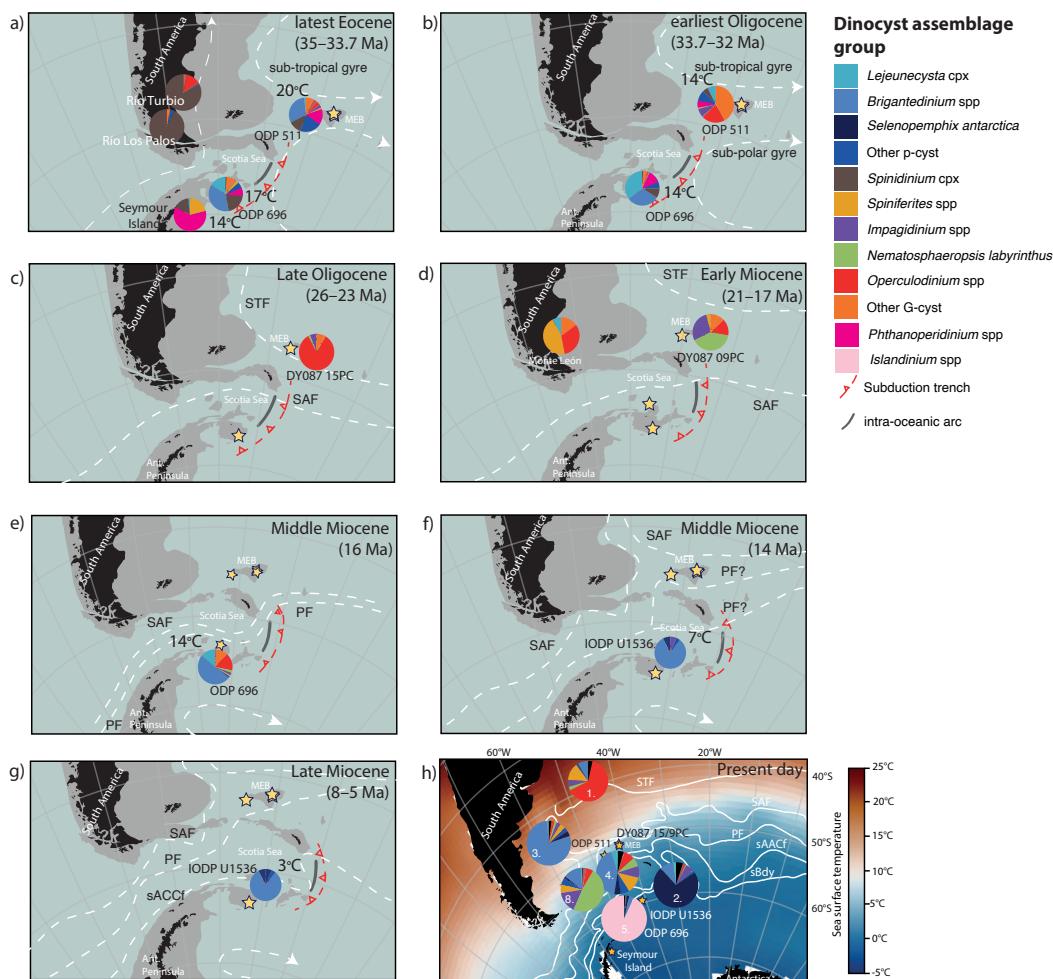 a)
latest Eocene
(35–33.7 Ma)
South America
sub-tropical gyre
20°C
MEB
ODP 511
Río Turbio
Río Los Palos
Scotia Sea
17°C
ODP 696
Seymour
Island
14°C
b)
earliest Oligocene
(33.7–32 Ma)
South America
sub-tropical gyre
14°C
MEB
ODP 511
sub-polar gyre
Scotia Sea
14°C
ODP 696
Ant.
Peninsula
c)
Late Oligocene
(26–23 Ma)
South America
STF
MEB
DY087 15PC
SAF
Scotia Sea
Ant.
Peninsula
d)
Early Miocene
(21–17 Ma)
STF
South America
MEB
Monte León
DY087 09PC
Scotia Sea
SAF
Ant.
Peninsula
e)
Middle Miocene
(16 Ma)
South America
MEB
Scotia Sea
PF
SAF
14°C
ODP 696
Ant.
Peninsula
PF
f)
Middle Miocene
(14 Ma)
SAF
South America
MEB
PF?
PF?
Scotia Sea
SAF
IODP U1536
7°C
Ant.
Peninsula
g)
Late Miocene
(8–5 Ma)
South America
MEB
SAF
PF
Scotia Sea
IODP U1536
3°C
sACCf
Ant.
Peninsula
h)
60°W
40°W
20°W
Present day
40°S
50°S
60°S
South America
STF
SAF
PF
sAACf
sBdy
1.
2.
3.
4.
5.
8.
ODP 511
DY087 15/9PC
MEB
IODP U1536
ODP 696
Seymour
Island
Antarctica
Sea surface temperature
25°C
20°C
15°C
10°C
5°C
0°C
-5°C
Dinocyst assemblage
group
Lejeunecysta cpx
Brigantedinium spp
Selenopemphix antarctica
Other p-cyst
Spinidinium cpx
Spiniferites spp
Impagidinium spp
Nematosphaeropsis labyrinthus
Operculodinium spp
Other G-cyst
Phthanoperidinium spp
Islandinium spp
Subduction trench
intra-oceanic arc